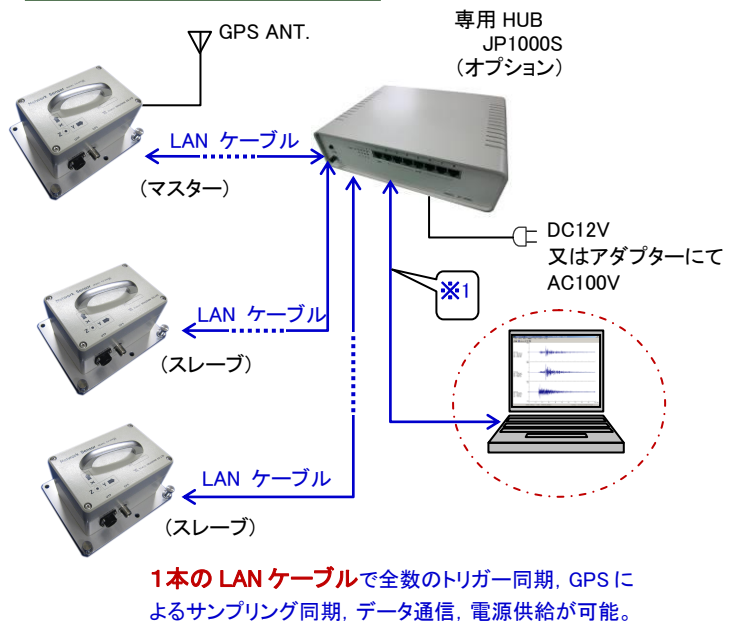 GPS ANT.
専用 HUB
JP1000S
(オプション)
LAN ケーブル
(マスター)
DC12V
又はアダプターにて
AC100V
※1
LAN ケーブル
(スレーブ)
LAN ケーブル
(スレーブ)
1本の LAN ケーブルで全数のトリガー同期, GPS に
よるサンプリング同期, データ通信, 電源供給が可能。